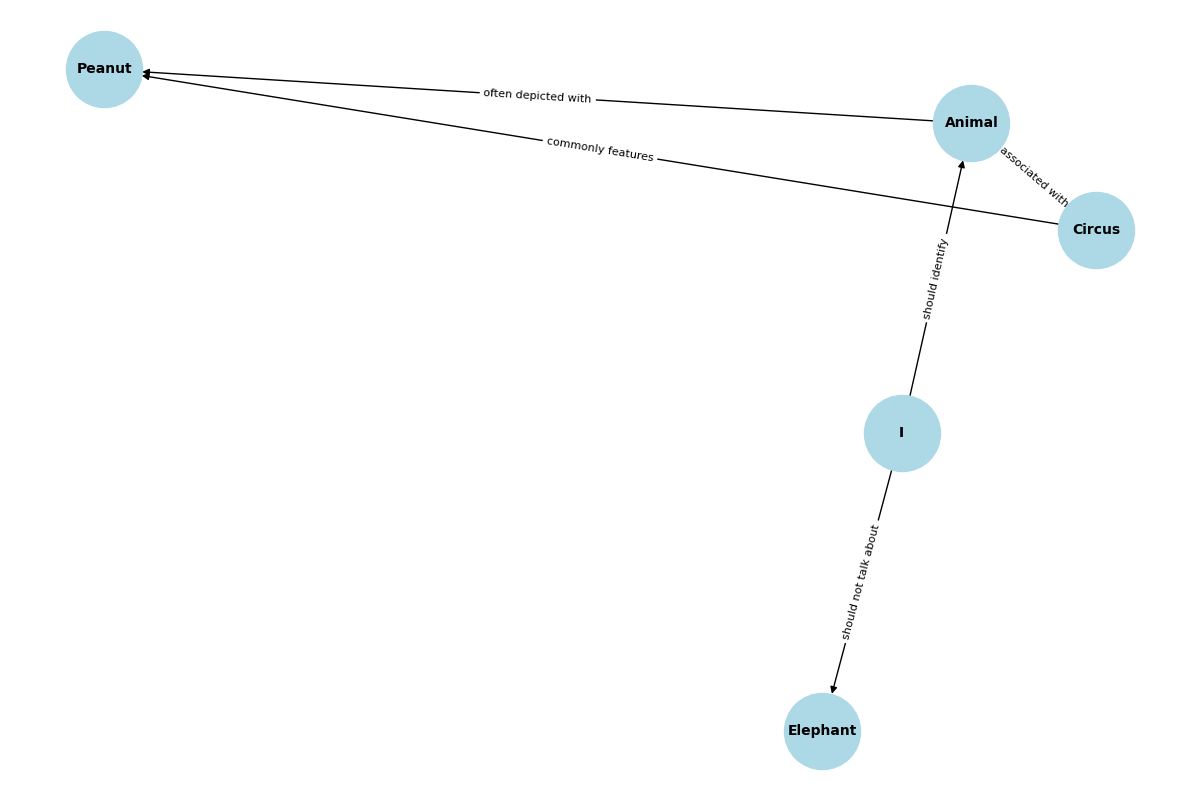 Peanut
often depicted with
Animal
commonly features
associated with
Circus
should identify
I
should not talk about
Elephant